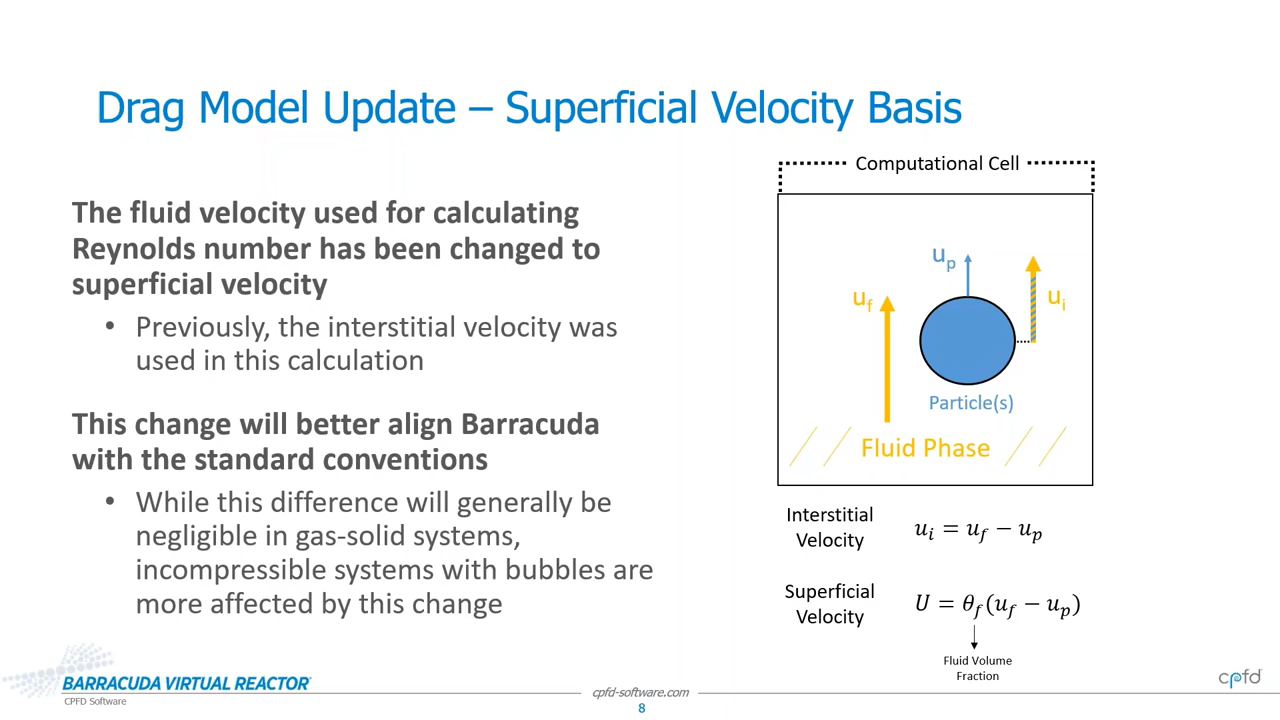 Drag Model Update – Superficial Velocity Basis
The fluid velocity used for calculating
Reynolds number has been changed to
superficial velocity
• Previously, the interstitial velocity was
used in this calculation
This change will better align Barracuda
with the standard conventions
• While this difference will generally be
negligible in gas-solid systems,
incompressible systems with bubbles are
more affected by this change
Computational Cell
u_p
u_f
u_i
Particle(s)
Fluid Phase
Interstitial
Velocity
u_i = u_f − u_p
Superficial
Velocity
U = θ_f(u_f − u_p)
Fluid Volume
Fraction
BARRACUDA VIRTUAL REACTOR
CPFD Software
cpfd-software.com
8
cpfd